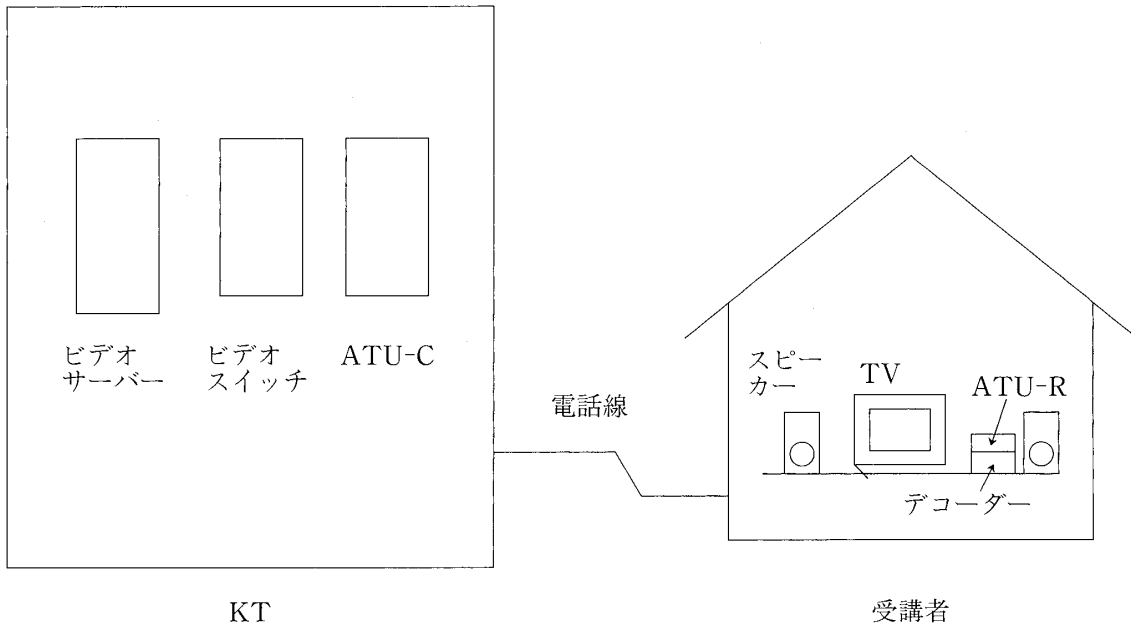 ビデオ
サーバー
ビデオ
スイッチ
ATU-C
電話線
スピー
カー
TV
ATU-R
デコーダー
KT
受講者